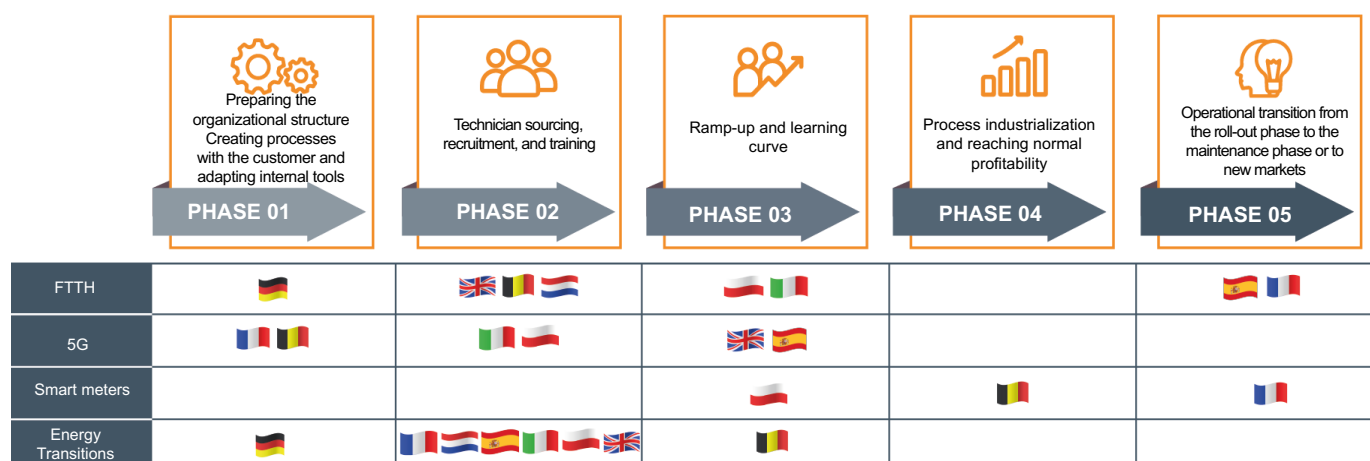 Preparing the
organizational structure
Creating processes
with the customer and
adapting internal tools
PHASE 01
Technician sourcing,
recruitment, and training
PHASE 02
Ramp-up and learning
curve
PHASE 03
Process industrialization
and reaching normal
profitability
PHASE 04
Operational transition from
the roll-out phase to the
maintenance phase or to
new markets
PHASE 05
FTTH
5G
Smart meters
Energy
Transitions